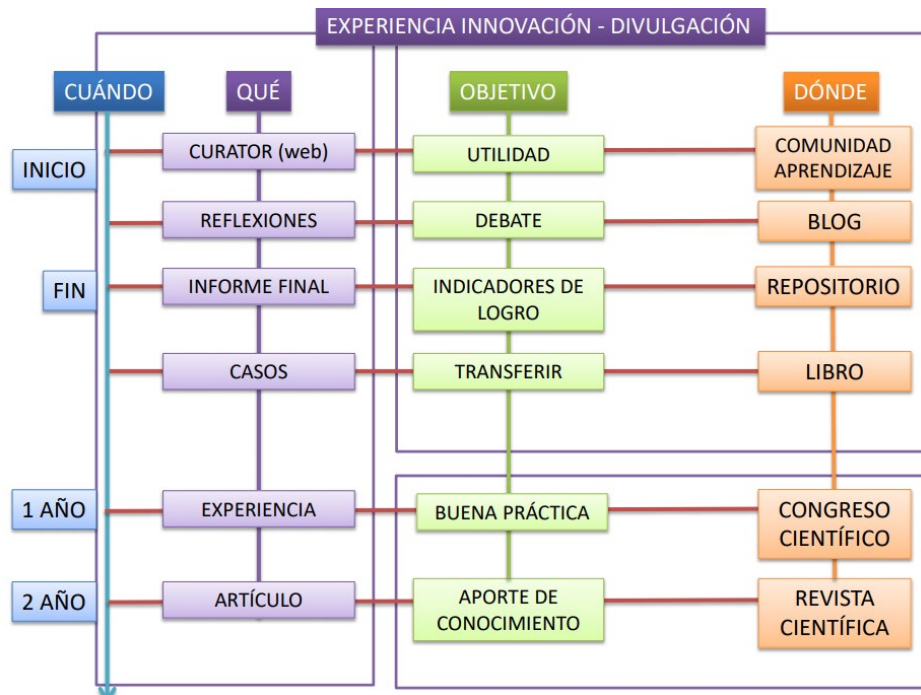 EXPERIENCIA INNOVACIÓN - DIVULGACIÓN
CUÁNDO
QUÉ
OBJETIVO
DÓNDE
INICIO
CURATOR (web)
UTILIDAD
COMUNIDAD
APRENDIZAJE
REFLEXIONES
DEBATE
BLOG
FIN
INFORME FINAL
INDICADORES DE
LOGRO
REPOSITORIO
CASOS
TRANSFERIR
LIBRO
1 AÑO
EXPERIENCIA
BUENA PRÁCTICA
CONGRESO
CIENTÍFICO
2 AÑO
ARTÍCULO
APORTE DE
CONOCIMIENTO
REVISTA
CIENTÍFICA